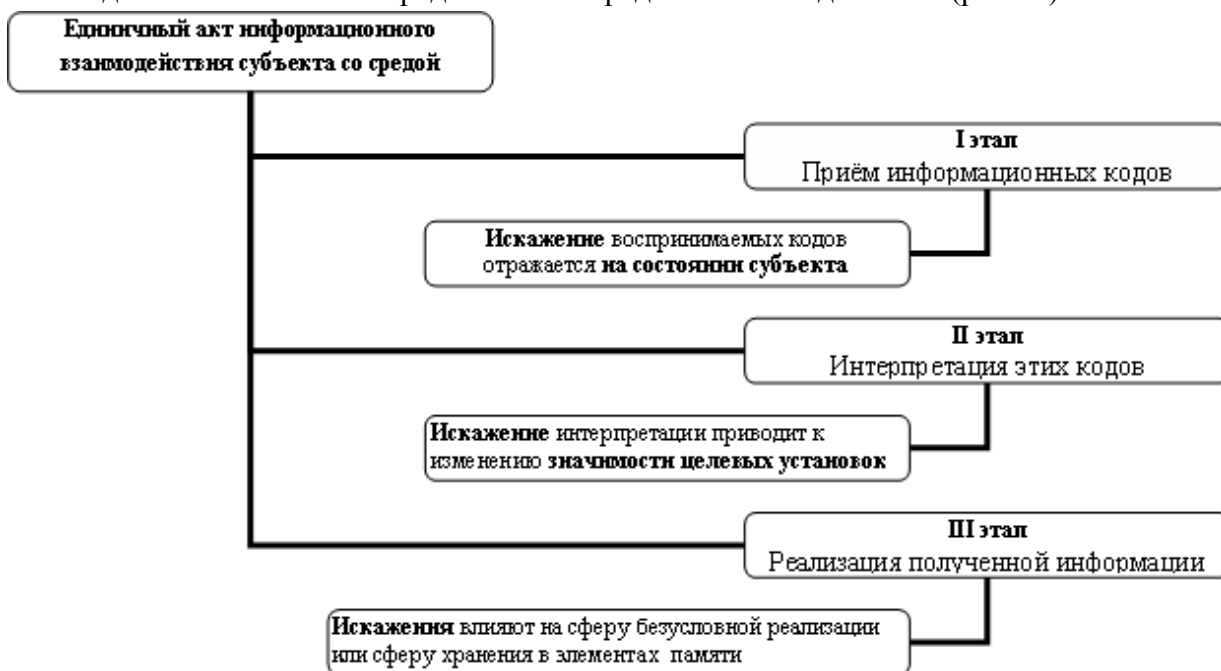 Единичный акт информационного
взаимодействия субъекта со средой
I этап
Приём информационных кодов
Искажение воспринимаемых кодов
отражается на состоянии субъекта
II этап
Интерпретация этих кодов
Искажение интерпретации приводит к
изменению значимости целевых установок
III этап
Реализация полученной информации
Искажения влияют на сферу безусловной реализации
или сферу хранения в элементах памяти